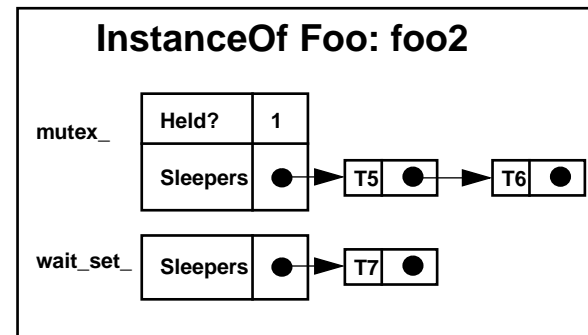 InstanceOf Foo: foo2
mutex_
Held? 1
Sleepers T5 T6
wait_set_
Sleepers T7